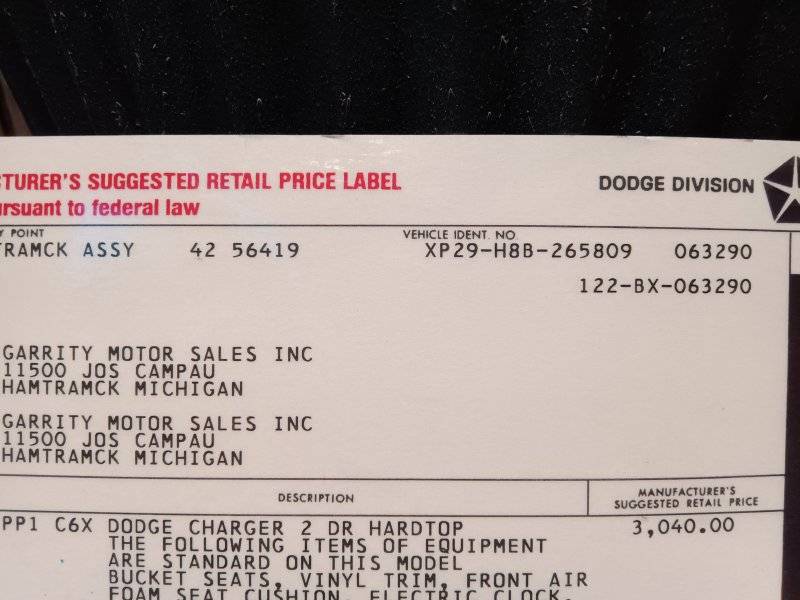 TURER'S SUGGESTED RETAIL PRICE LABEL
DODGE DIVISION
rsuant to federal law
POINT
VEHICLE IDENT. NO.
TRAMCK ASSY 42 56419 XP29-H8B-265809 063290
122-BX-063290
GARRITY MOTOR SALES INC
11500 JOS CAMPAU
HAMTRAMCK MICHIGAN
GARRITY MOTOR SALES INC
11500 JOS CAMPAU
HAMTRAMCK MICHIGAN
DESCRIPTION
MANUFACTURER'S
SUGGESTED RETAIL PRICE
PP1 C6X DODGE CHARGER 2 DR HARDTOP 3,040.00
THE FOLLOWING ITEMS OF EQUIPMENT
ARE STANDARD ON THIS MODEL
BUCKET SEATS, VINYL TRIM, FRONT AIR
FOAM SEAT CUSHION, ELECTRIC CLOCK,